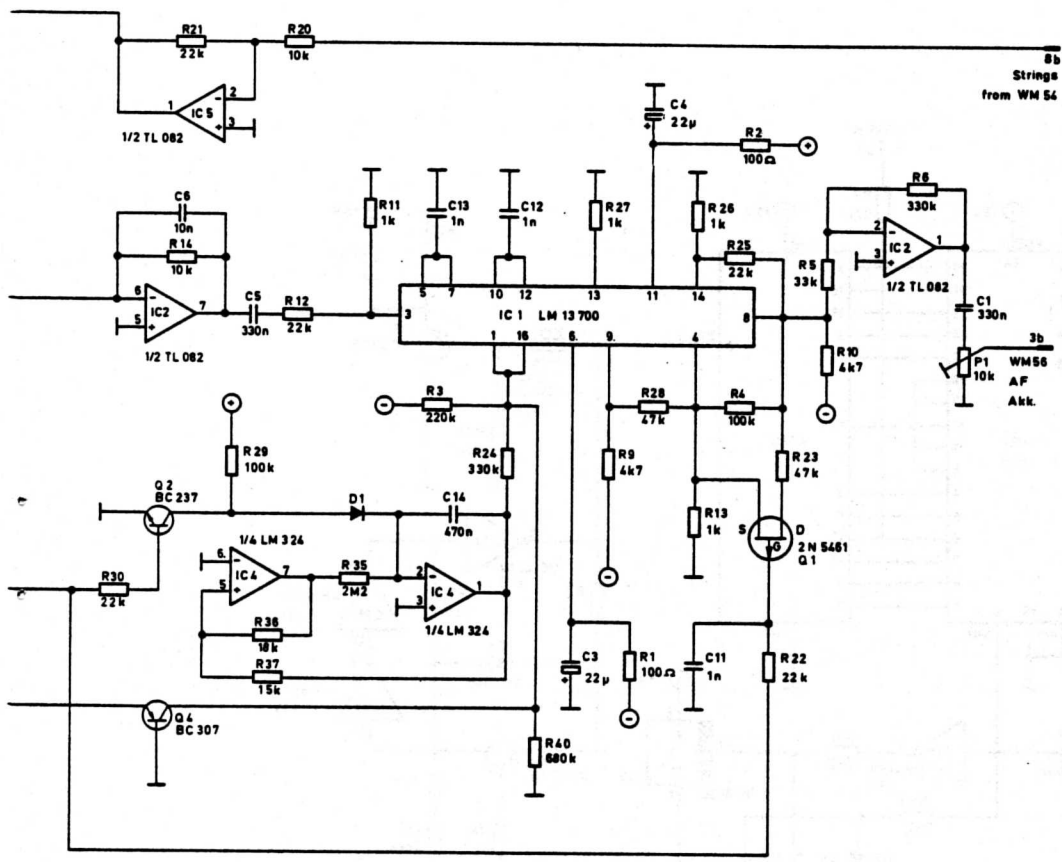 R21
22k
R20
10k
8b
Strings
from WM 54
1
IC 5
2
-
+
3
1/2 TL 082
C4
+
22µ
R2
100Ω
+
C6
10n
R14
10k
6
-
5
+
IC2
7
1/2 TL 082
C5
330n
R12
22k
R11
1k
C13
1n
C12
1n
R27
1k
R26
1k
R25
22k
R6
330k
2
-
3
+
IC 2
1
1/2 TL 082
R5
33k
C1
330n
5
7
10
12
13
11
14
3
IC 1 LM 13700
8
1
16
6.
9.
4
R10
4k7
-
P1
10k
3b
WM56
AF
Akk.
-
R3
220k
R28
47k
R4
100k
+
R29
100k
R24
330k
R9
4k7
R23
47k
Q2
BC 237
D1
C14
470n
R13
1k
S
D
G
2N 5461
Q1
1/4 LM 324
6.
-
5
+
IC4
7
R35
2M2
2
-
3
+
IC 4
1
1/4 LM 324
-
R30
22k
R36
18k
R37
15k
C3
+
22µ
R1
100Ω
-
C11
1n
R22
22k
Q4
BC 307
R40
680k